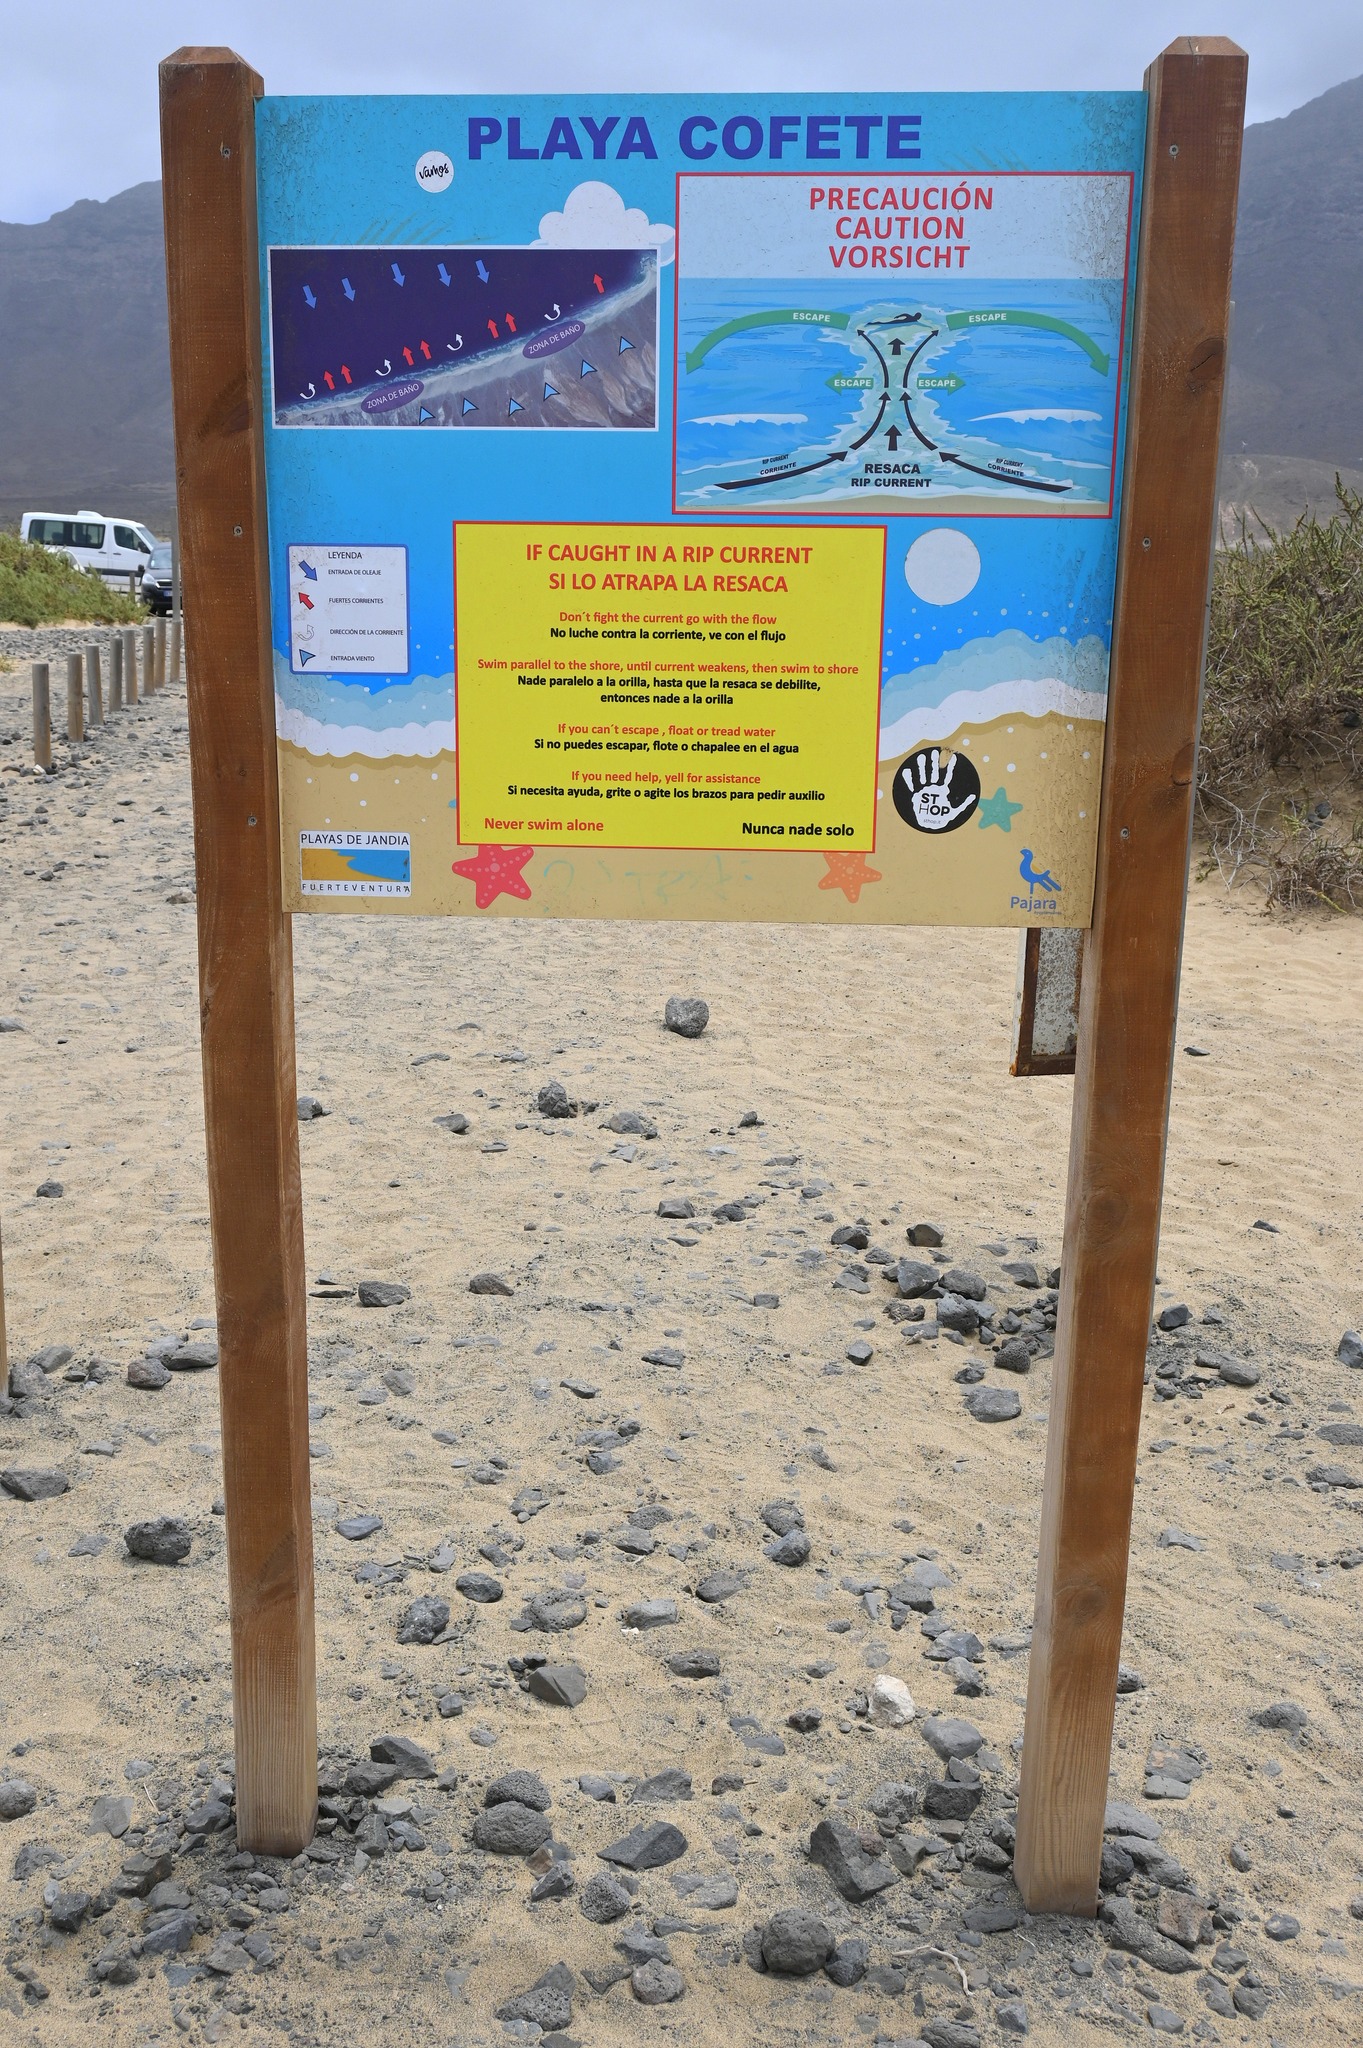 PLAYA COFETE
vamos
PRECAUCIÓN
CAUTION
VORSICHT
ZONA DE BAÑO
ZONA DE BAÑO
ESCAPE
ESCAPE
ESCAPE
ESCAPE
RIP CURRENT
CORRIENTE
RIP CURRENT
CORRIENTE
RESACA
RIP CURRENT
LEYENDA
ENTRADA DE OLEAJE
FUERTES CORRIENTES
DIRECCIÓN DE LA CORRIENTE
ENTRADA VIENTO
IF CAUGHT IN A RIP CURRENT
SI LO ATRAPA LA RESACA
Don´t fight the current go with the flow
No luche contra la corriente, ve con el flujo
Swim parallel to the shore, until current weakens, then swim to shore
Nade paralelo a la orilla, hasta que la resaca se debilite,
entonces nade a la orilla
If you can´t escape , float or tread water
Si no puedes escapar, flote o chapalee en el agua
If you need help, yell for assistance
Si necesita ayuda, grite o agite los brazos para pedir auxilio
Never swim alone
Nunca nade solo
ST
HOP
PLAYAS DE JANDIA
FUERTEVENTURA
Pajara